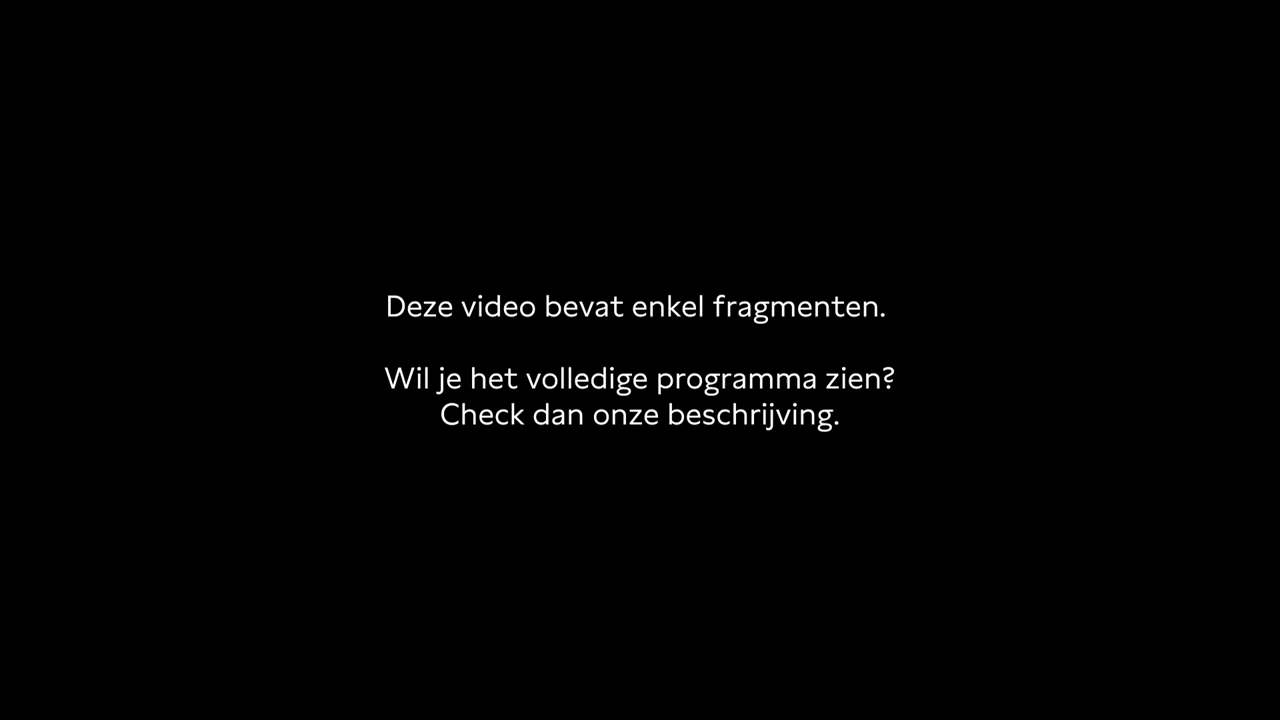 Deze video bevat enkel fragmenten.
Wil je het volledige programma zien?
Check dan onze beschrijving.